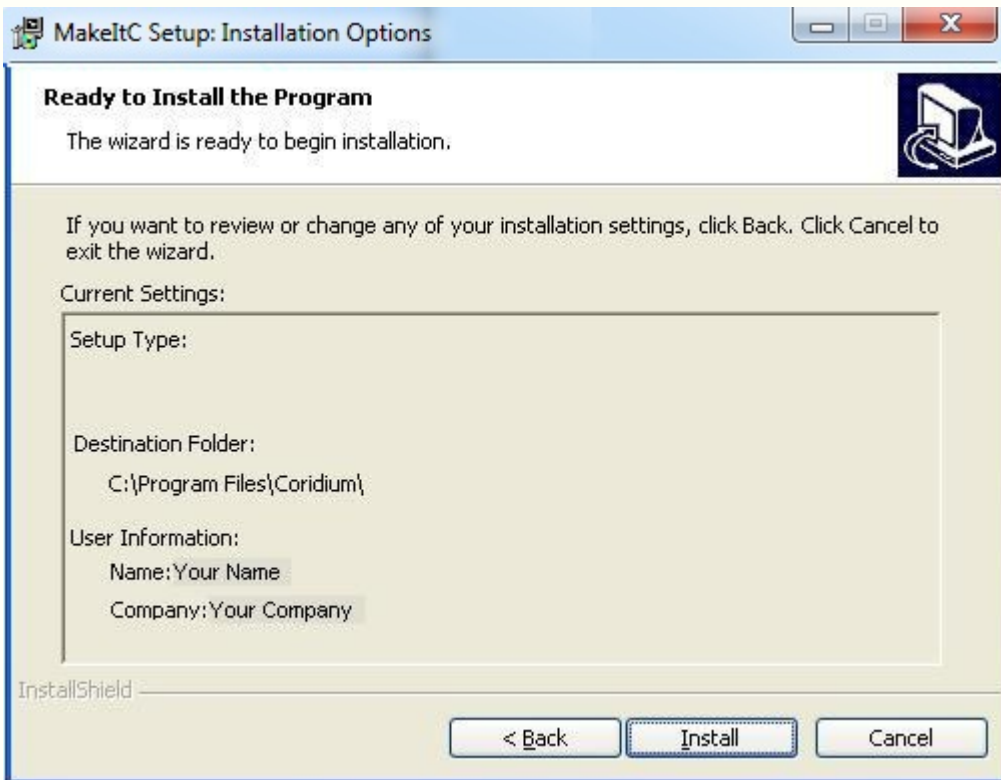 MakeItC Setup: Installation Options
Ready to Install the Program
The wizard is ready to begin installation.
If you want to review or change any of your installation settings, click Back. Click Cancel to
exit the wizard.
Current Settings:
Setup Type:
Destination Folder:
C:\Program Files\Coridium\
User Information:
Name:Your Name
Company:Your Company
InstallShield
< Back Install Cancel